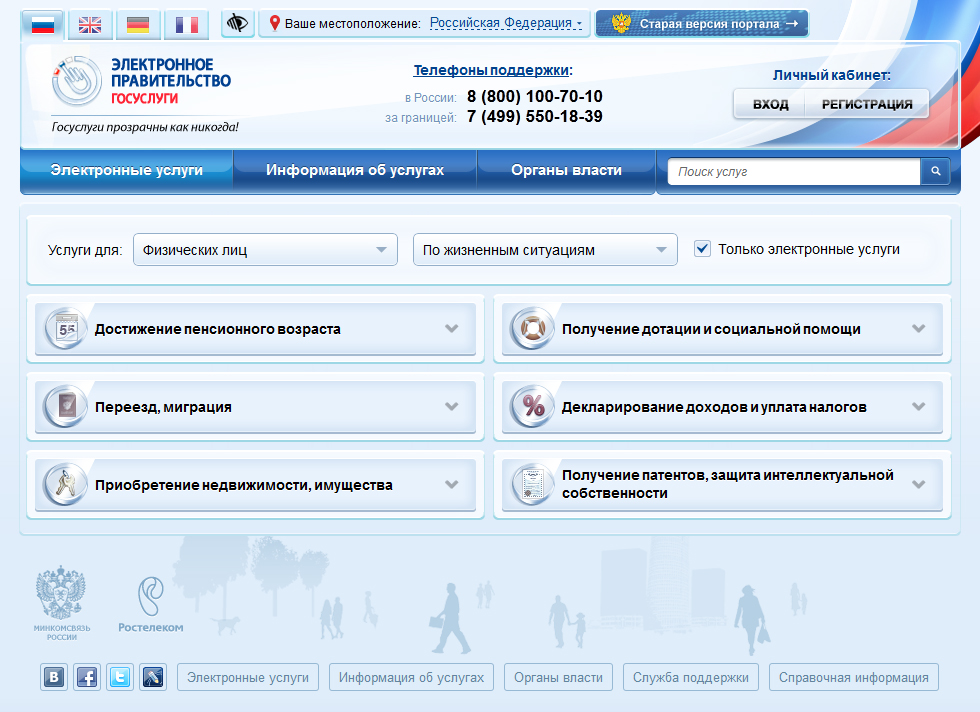 Ваше местоположение: Российская Федерация
Старая версия портала →
ЭЛЕКТРОННОЕ
ПРАВИТЕЛЬСТВО
ГОСУСЛУГИ
Госуслуги прозрачны как никогда!
Телефоны поддержки:
в России: 8 (800) 100-70-10
за границей: 7 (499) 550-18-39
Личный кабинет:
ВХОД РЕГИСТРАЦИЯ
Электронные услуги Информация об услугах Органы власти Поиск услуг
Услуги для: Физических лиц По жизненным ситуациям Только электронные услуги
55
Достижение пенсионного возраста
Получение дотации и социальной помощи
Переезд, миграция
%
Декларирование доходов и уплата налогов
Приобретение недвижимости, имущества
Получение патентов, защита интеллектуальной
собственности
МИНКОМСВЯЗЬ
РОССИИ
Ростелеком
В f t
Электронные услуги Информация об услугах Органы власти Служба поддержки Справочная информация